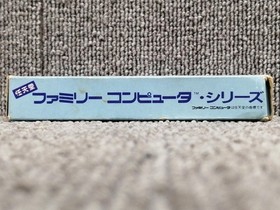 任天堂
ファミリー コンピュータ™・シリーズ
ファミリー コンピュータは任天堂の商標です